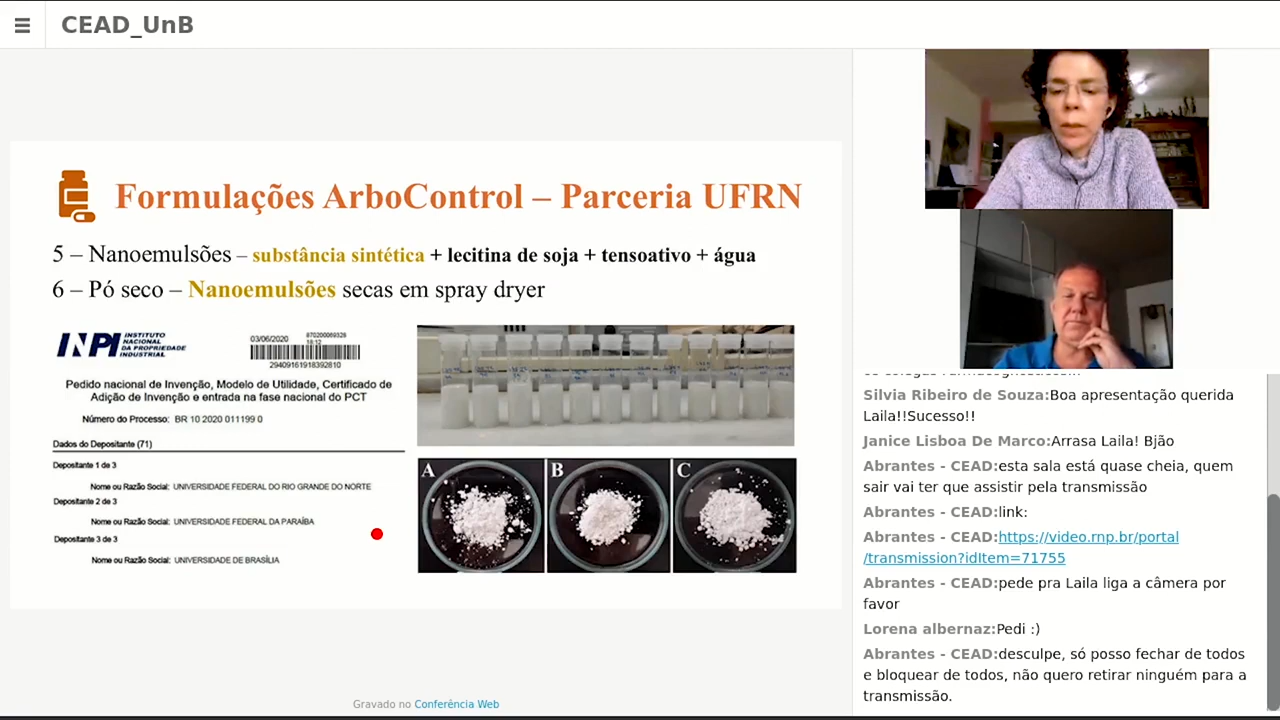 CEAD_UnB
Formulações ArboControl – Parceria UFRN
5 – Nanoemulsões – substância sintética + lecitina de soja + tensoativo + água
6 – Pó seco – Nanoemulsões secas em spray dryer
INPI
INSTITUTO
NACIONAL
DA PROPRIEDADE
INDUSTRIAL
03/06/2020
870200069326
18:12
29409161918392810
Pedido nacional de Invenção, Modelo de Utilidade, Certificado de
Adição de Invenção e entrada na fase nacional do PCT
Número do Processo: BR 10 2020 011199 0
Dados do Depositante (71)
Depositante 1 de 3
Nome ou Razão Social: UNIVERSIDADE FEDERAL DO RIO GRANDE DO NORTE
Depositante 2 de 3
Nome ou Razão Social: UNIVERSIDADE FEDERAL DA PARAÍBA
Depositante 3 de 3
Nome ou Razão Social: UNIVERSIDADE DE BRASÍLIA
A B C
Gravado no Conferência Web
Silvia Ribeiro de Souza:Boa apresentação querida
Laila!!Sucesso!!
Janice Lisboa De Marco:Arrasa Laila! Bjão
Abrantes - CEAD:esta sala está quase cheia, quem
sair vai ter que assistir pela transmissão
Abrantes - CEAD:link:
Abrantes - CEAD:https://video.rnp.br/portal
/transmission?idItem=71755
Abrantes - CEAD:pede pra Laila liga a câmera por
favor
Lorena albernaz:Pedi :)
Abrantes - CEAD:desculpe, só posso fechar de todos
e bloquear de todos, não quero retirar ninguém para a
transmissão.